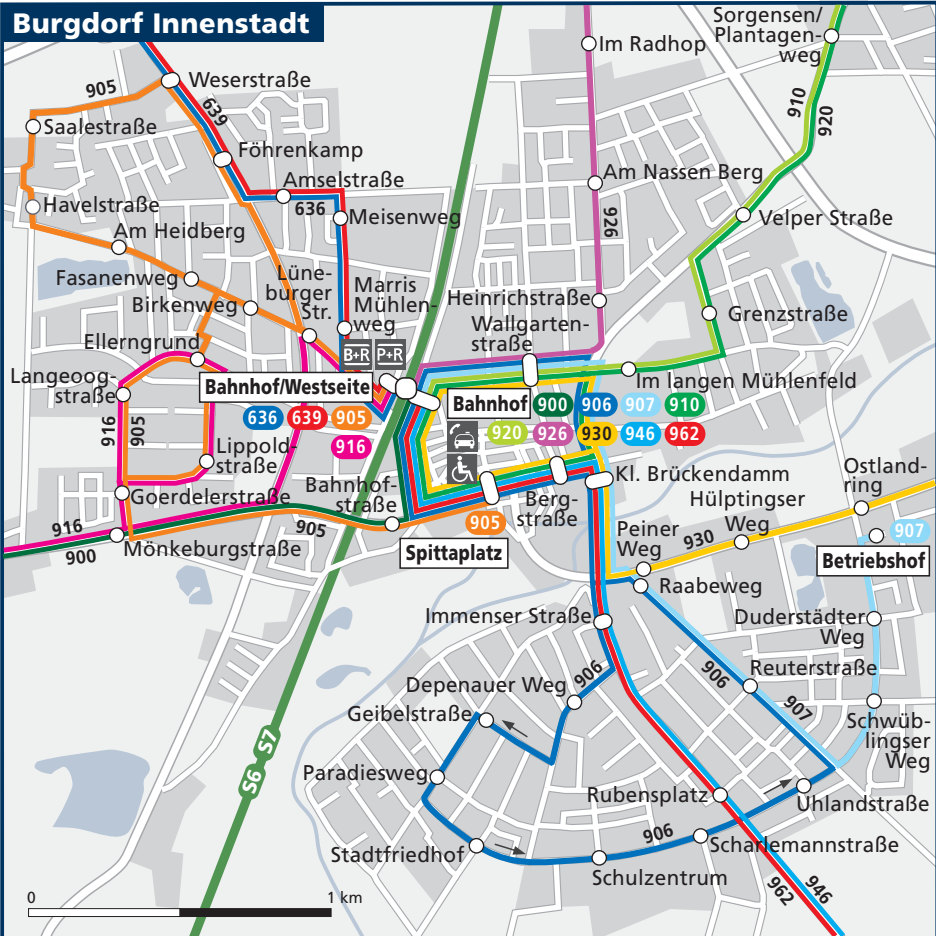 Burgdorf Innenstadt
Sorgensen/
Plantagen-
weg
Im Radhop
905
Weserstraße
639
910
920
Saalestraße
Föhrenkamp
Amselstraße
636
Am Nassen Berg
Havelstraße
Meisenweg
926
Velper Straße
Am Heidberg
Fasanenweg
Lüne-
burger
Str.
Marris
Mühlen-
weg
Birkenweg
Heinrichstraße
Wallgarten-
straße
Grenzstraße
Ellerngrund
B+R
P+R
Langeoog-
straße
Bahnhof/Westseite
636 639 905
916
Im langen Mühlenfeld
Bahnhof
900 906 907 910
920 926 930 946 962
916
905
Lippold-
straße
Bahnhof-
straße
Goerdelerstraße
Kl. Brückendamm
Hülptingser
Weg
Ostland-
ring
Berg-
straße
905
916
900
905
Mönkeburgstraße
Spittaplatz
Peiner
Weg
930
907
Betriebshof
Raabeweg
Immenser Straße
Duderstädter
Weg
906
906
Reuterstraße
907
Depenauer Weg
Geibelstraße
Schwüb-
lingser
Weg
S6
S7
Paradiesweg
Rubensplatz
Uhlandstraße
906
Stadtfriedhof
Scharlemannstraße
Schulzentrum
962
946
0
1 km